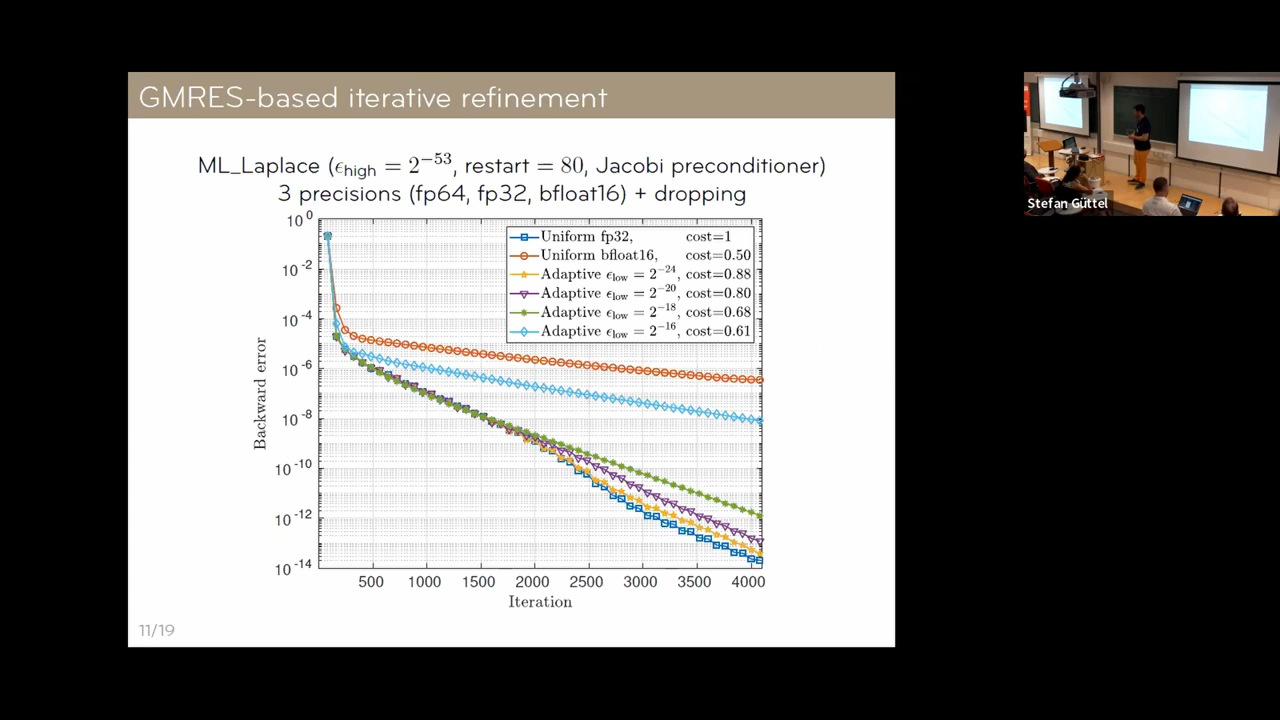 GMRES-based iterative refinement
ML_Laplace (ϵhigh = 2^−53, restart = 80, Jacobi preconditioner)
3 precisions (fp64, fp32, bfloat16) + dropping
Uniform fp32, cost=1
Uniform bfloat16, cost=0.50
Adaptive ϵlow = 2^−24, cost=0.88
Adaptive ϵlow = 2^−20, cost=0.80
Adaptive ϵlow = 2^−18, cost=0.68
Adaptive ϵlow = 2^−16, cost=0.61
10^0
10^-2
10^-4
10^-6
10^-8
10^-10
10^-12
10^-14
Backward error
500 1000 1500 2000 2500 3000 3500 4000
Iteration
11/19
Stefan Güttel